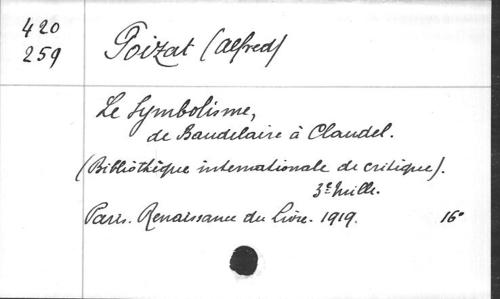 420
259
Poizat (Alfred)
Le Symbolisme,
de Baudelaire à Claudel.
(Bibliothèque internationale de critique).
3e mille.
Paris. Renaissance du Livre. 1919. 16°